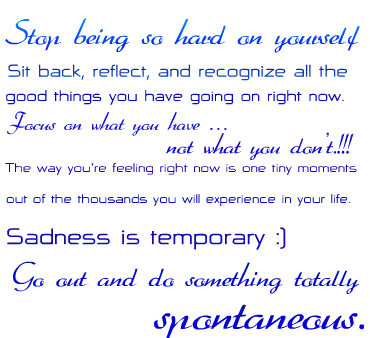 Stop being so hard on yourself
Sit back, reflect, and recognize all the
good things you have going on right now.
Focus on what you have ...
not what you don't.!!!
The way you're feeling right now is one tiny moments
out of the thousands you will experience in your life.
Sadness is temporary :)
Go out and do something totally
spontaneous.